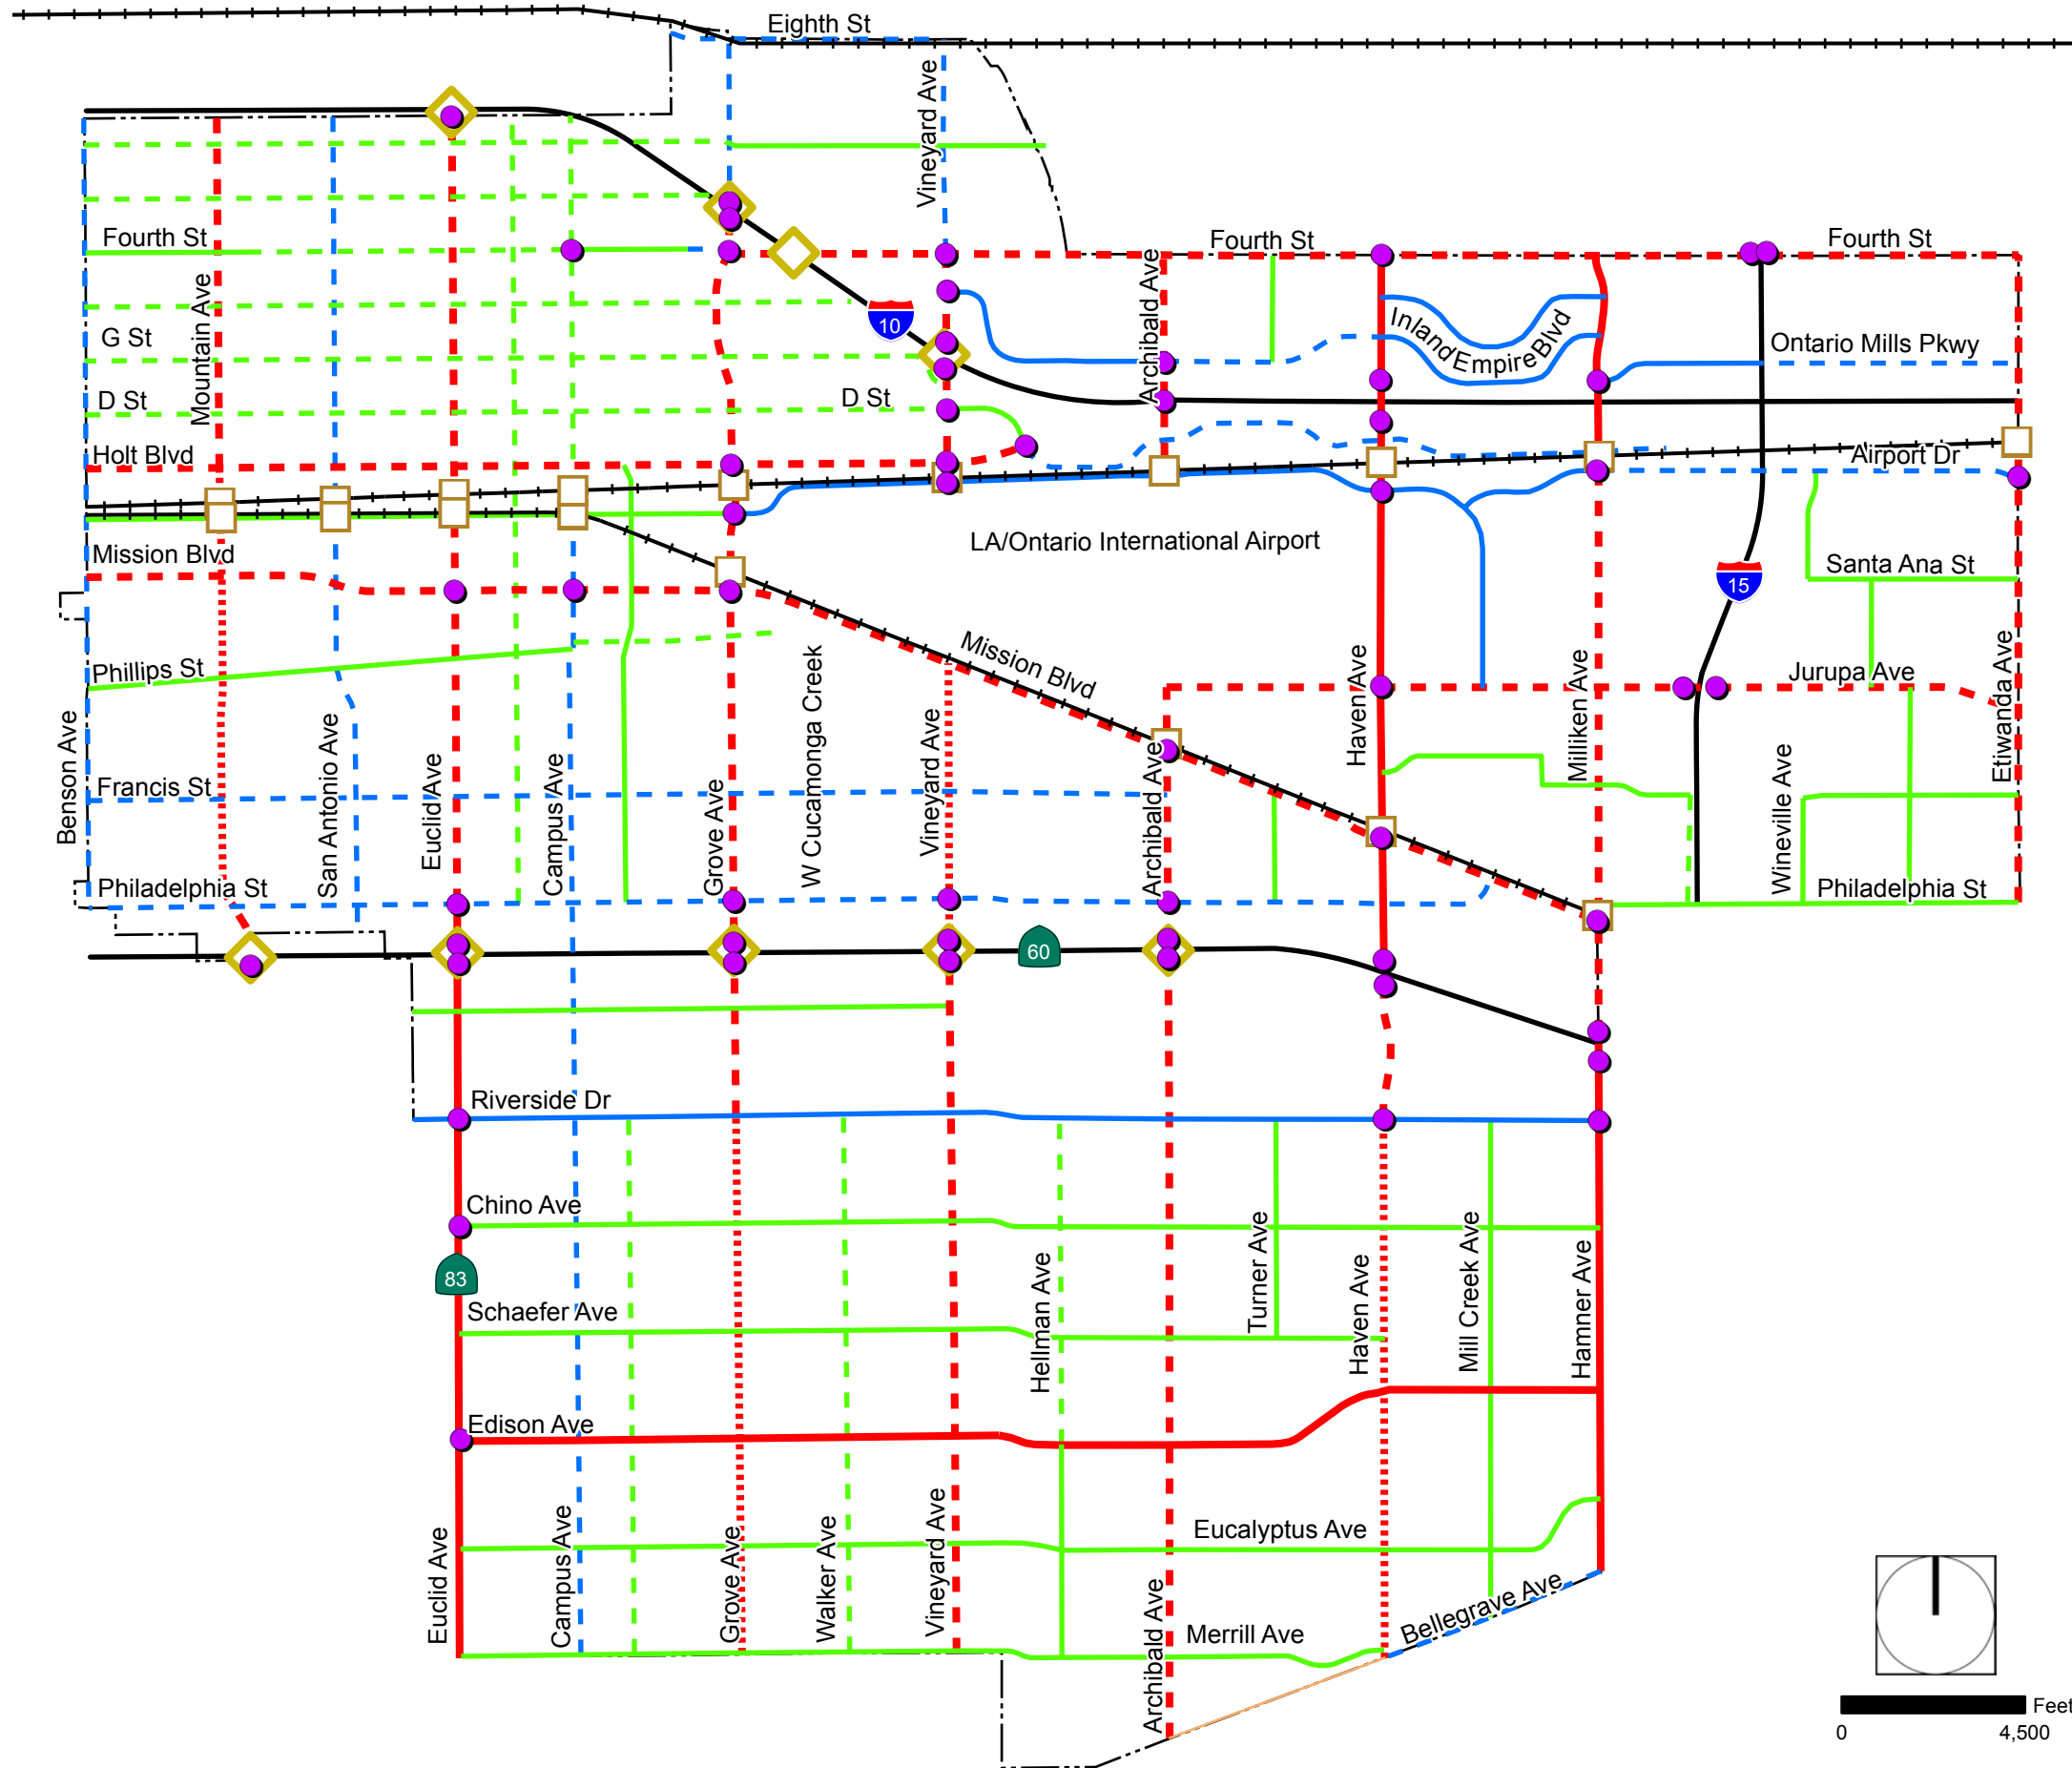 Eighth St
Vineyard Ave
Fourth St
Fourth St
Fourth St
Mountain Ave
Archibald Ave
10
Inland Empire Blvd
Ontario Mills Pkwy
G St
D St
D St
Holt Blvd
Airport Dr
LA/Ontario International Airport
Mission Blvd
Santa Ana St
15
Mission Blvd
Phillips St
Jurupa Ave
Benson Ave
San Antonio Ave
Euclid Ave
Campus Ave
Grove Ave
W Cucamonga Creek
Vineyard Ave
Archibald Ave
Haven Ave
Milliken Ave
Wineville Ave
Etiwanda Ave
Francis St
Philadelphia St
Philadelphia St
60
Riverside Dr
Chino Ave
83
Schaefer Ave
Hellman Ave
Turner Ave
Haven Ave
Mill Creek Ave
Hamner Ave
Edison Ave
Eucalyptus Ave
Euclid Ave
Campus Ave
Grove Ave
Walker Ave
Vineyard Ave
Archibald Ave
Merrill Ave
Bellegrave Ave
Feet
0 4,500